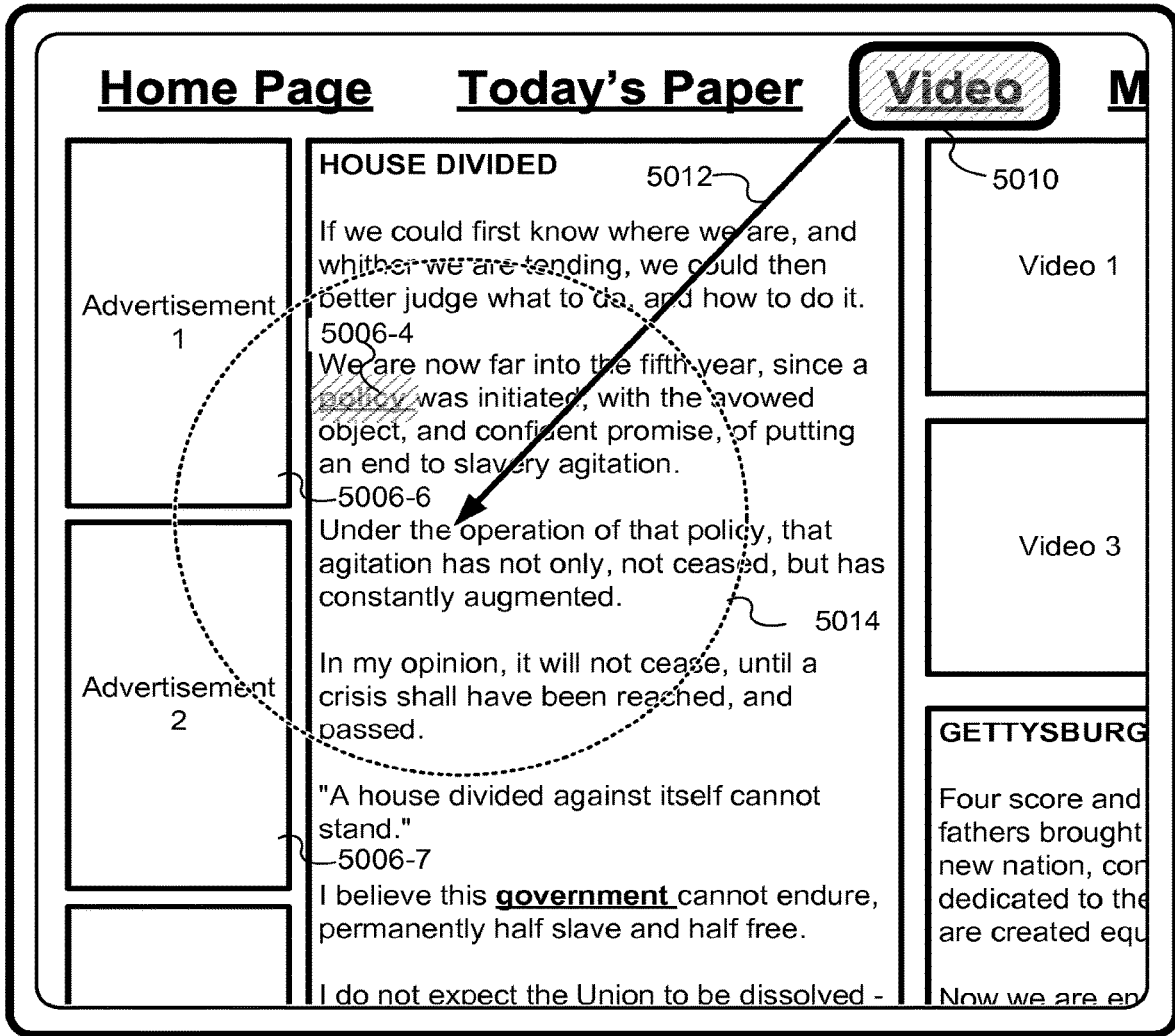 Home Page Today's Paper Video M
5010
Advertisement
1
5006-6
Advertisement
2
5006-7
HOUSE DIVIDED
5012
If we could first know where we are, and
whither we are tending, we could then
better judge what to do, and how to do it.
5006-4
We are now far into the fifth year, since a
policy was initiated, with the avowed
object, and confident promise, of putting
an end to slavery agitation.
Under the operation of that policy, that
agitation has not only, not ceased, but has
constantly augmented.
5014
In my opinion, it will not cease, until a
crisis shall have been reached, and
passed.
"A house divided against itself cannot
stand."
I believe this government cannot endure,
permanently half slave and half free.
I do not expect the Union to be dissolved -
Video 1
Video 3
GETTYSBURG
Four score and
fathers brought
new nation, con
dedicated to the
are created equ
Now we are en